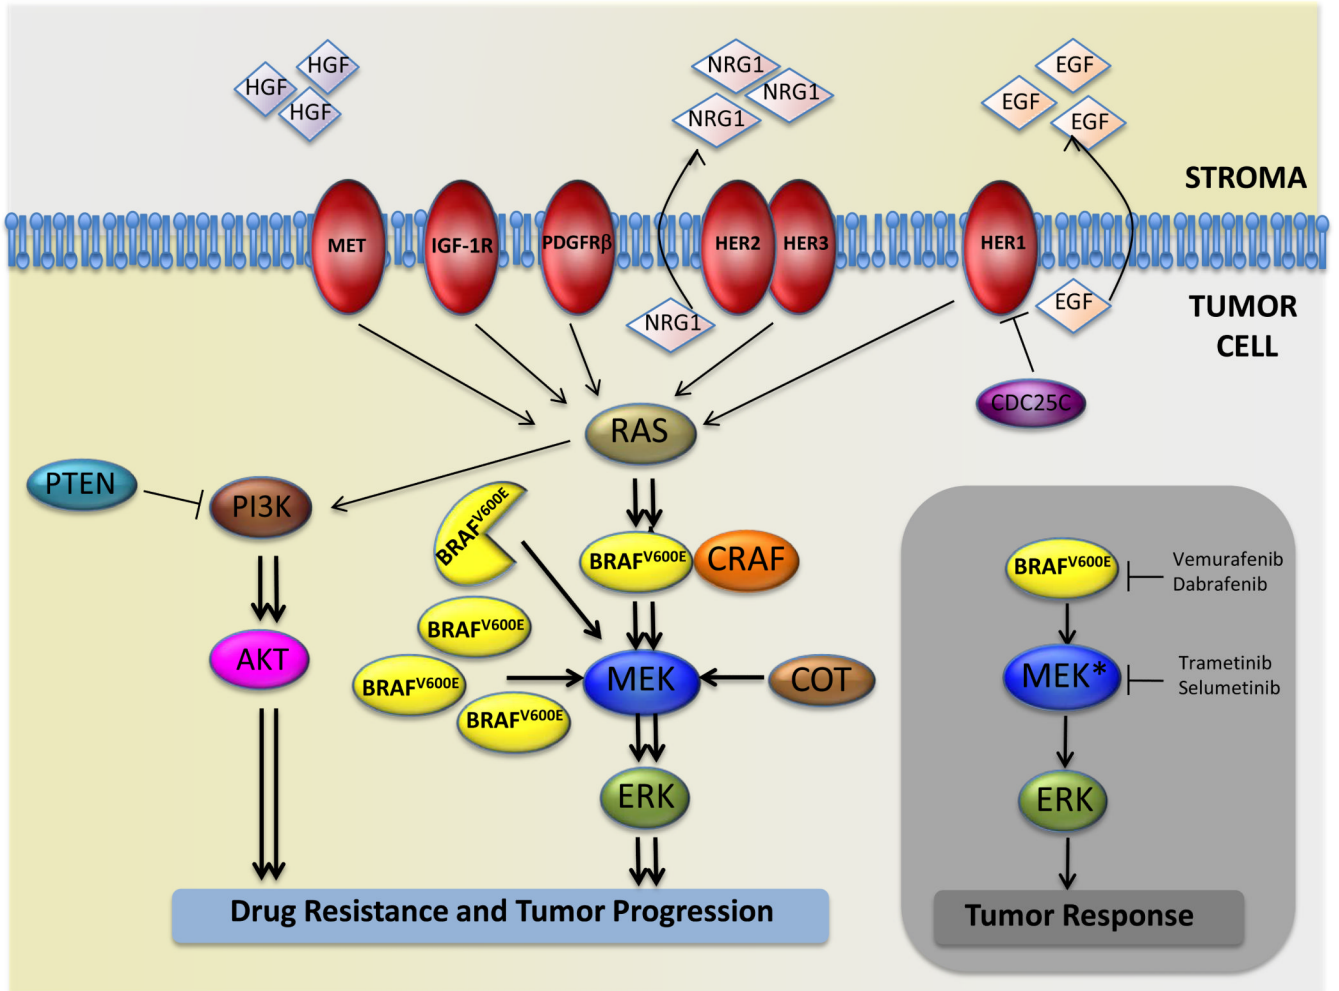 HGF
HGF
HGF
NRG1
NRG1
NRG1
EGF
EGF
EGF
STROMA
MET
IGF-1R
PDGFRβ
HER2
HER3
HER1
NRG1
EGF
TUMOR
CELL
CDC25C
RAS
PTEN
PI3K
BRAFV600E
BRAFV600E
CRAF
BRAFV600E
Vemurafenib
Dabrafenib
AKT
BRAFV600E
BRAFV600E
BRAFV600E
MEK
COT
MEK*
Trametinib
Selumetinib
ERK
ERK
Drug Resistance and Tumor Progression
Tumor Response